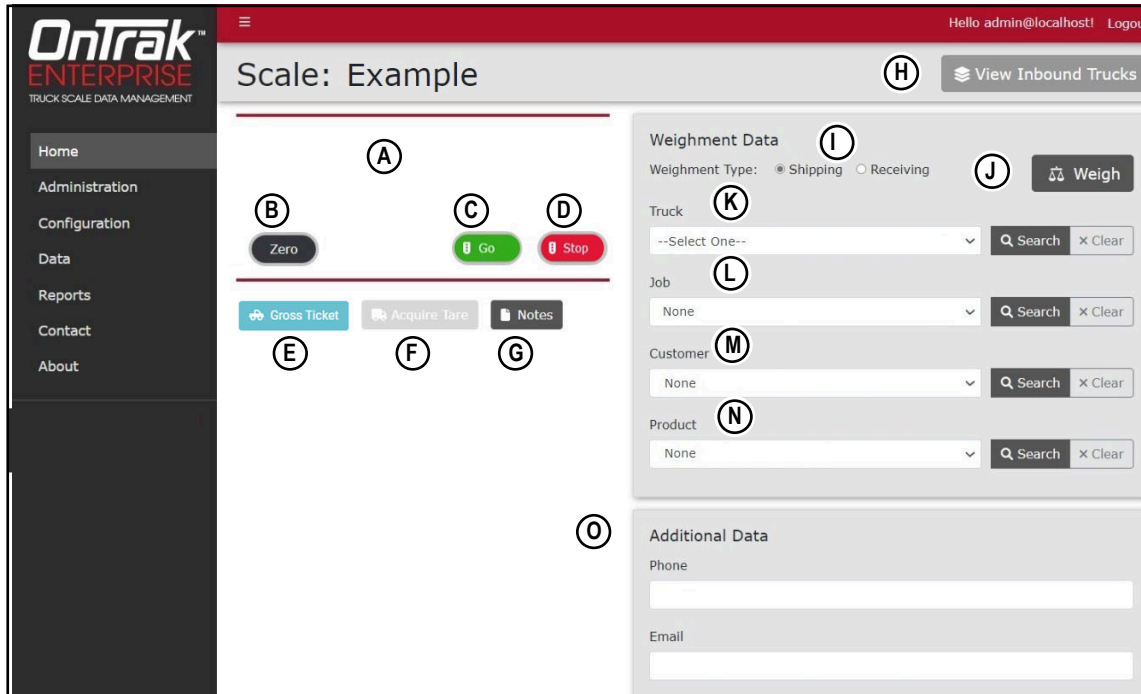 OnTrak™
ENTERPRISE
TRUCK SCALE DATA MANAGEMENT
Home
Administration
Configuration
Data
Reports
Contact
About
Hello admin@localhost! Logou
Scale: Example
H
View Inbound Trucks
A
B
C
D
Zero
Go
Stop
Gross Ticket
Acquire Tare
Notes
E
F
G
Weighment Data
I
Weighment Type: Shipping Receiving
J
Weigh
K
Truck
--Select One--
Search
Clear
L
Job
None
Search
Clear
Customer
M
None
Search
Clear
N
Product
None
Search
Clear
O
Additional Data
Phone
Email